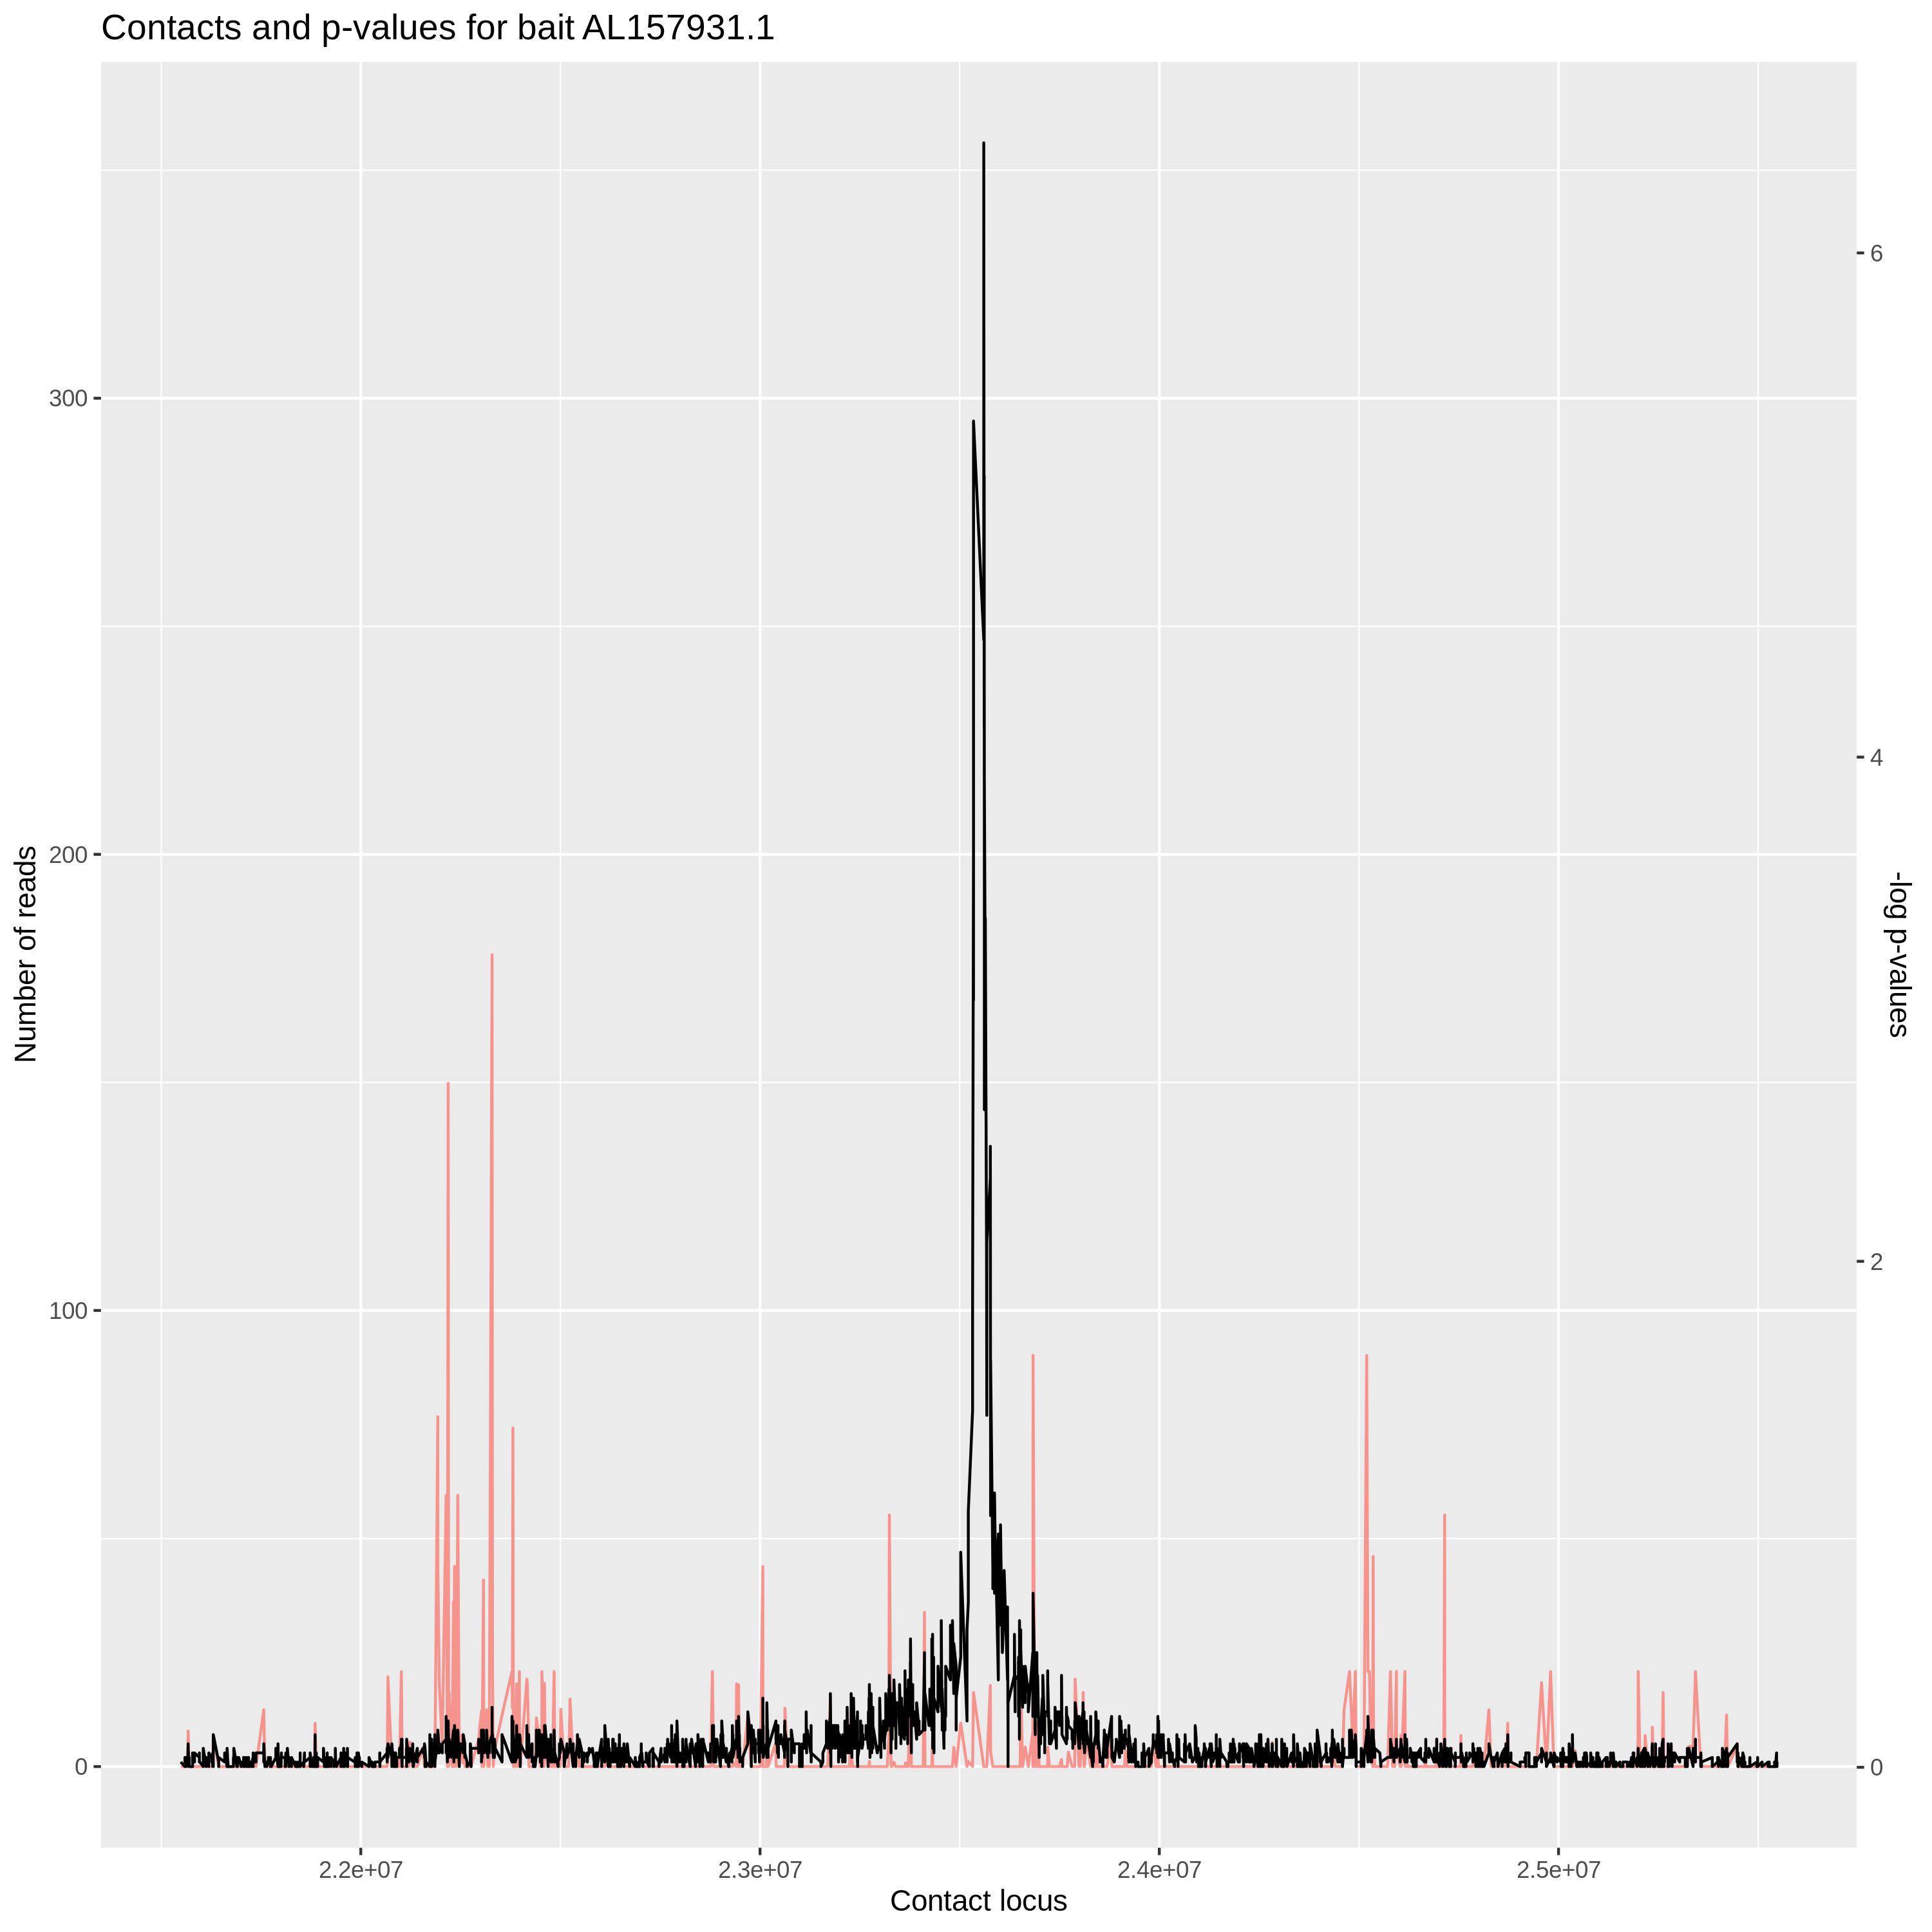 Contacts and p-values for bait AL157931.1
Number of reads
300
200
100
0
6
4
2
0
-log p-values
2.2e+07
2.3e+07
2.4e+07
2.5e+07
Contact locus